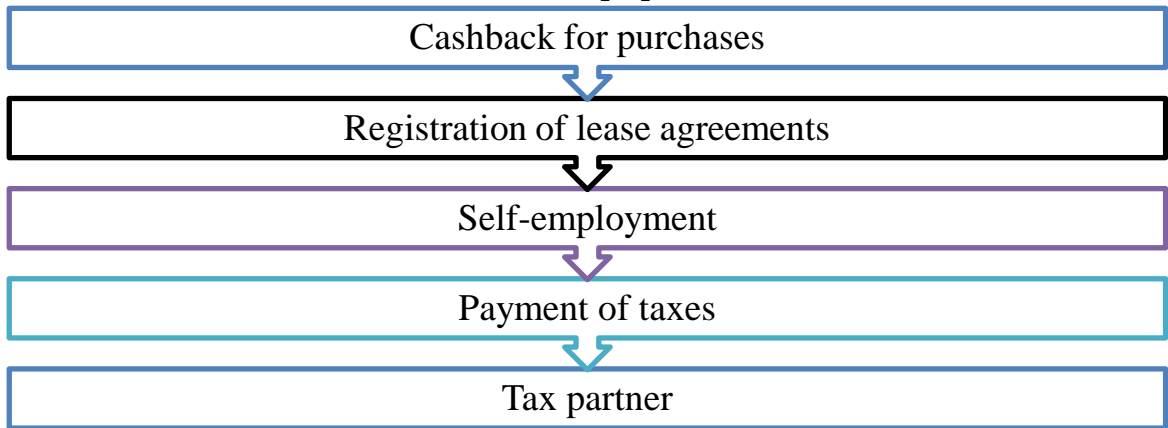 Cashback for purchases
Registration of lease agreements
Self-employment
Payment of taxes
Tax partner